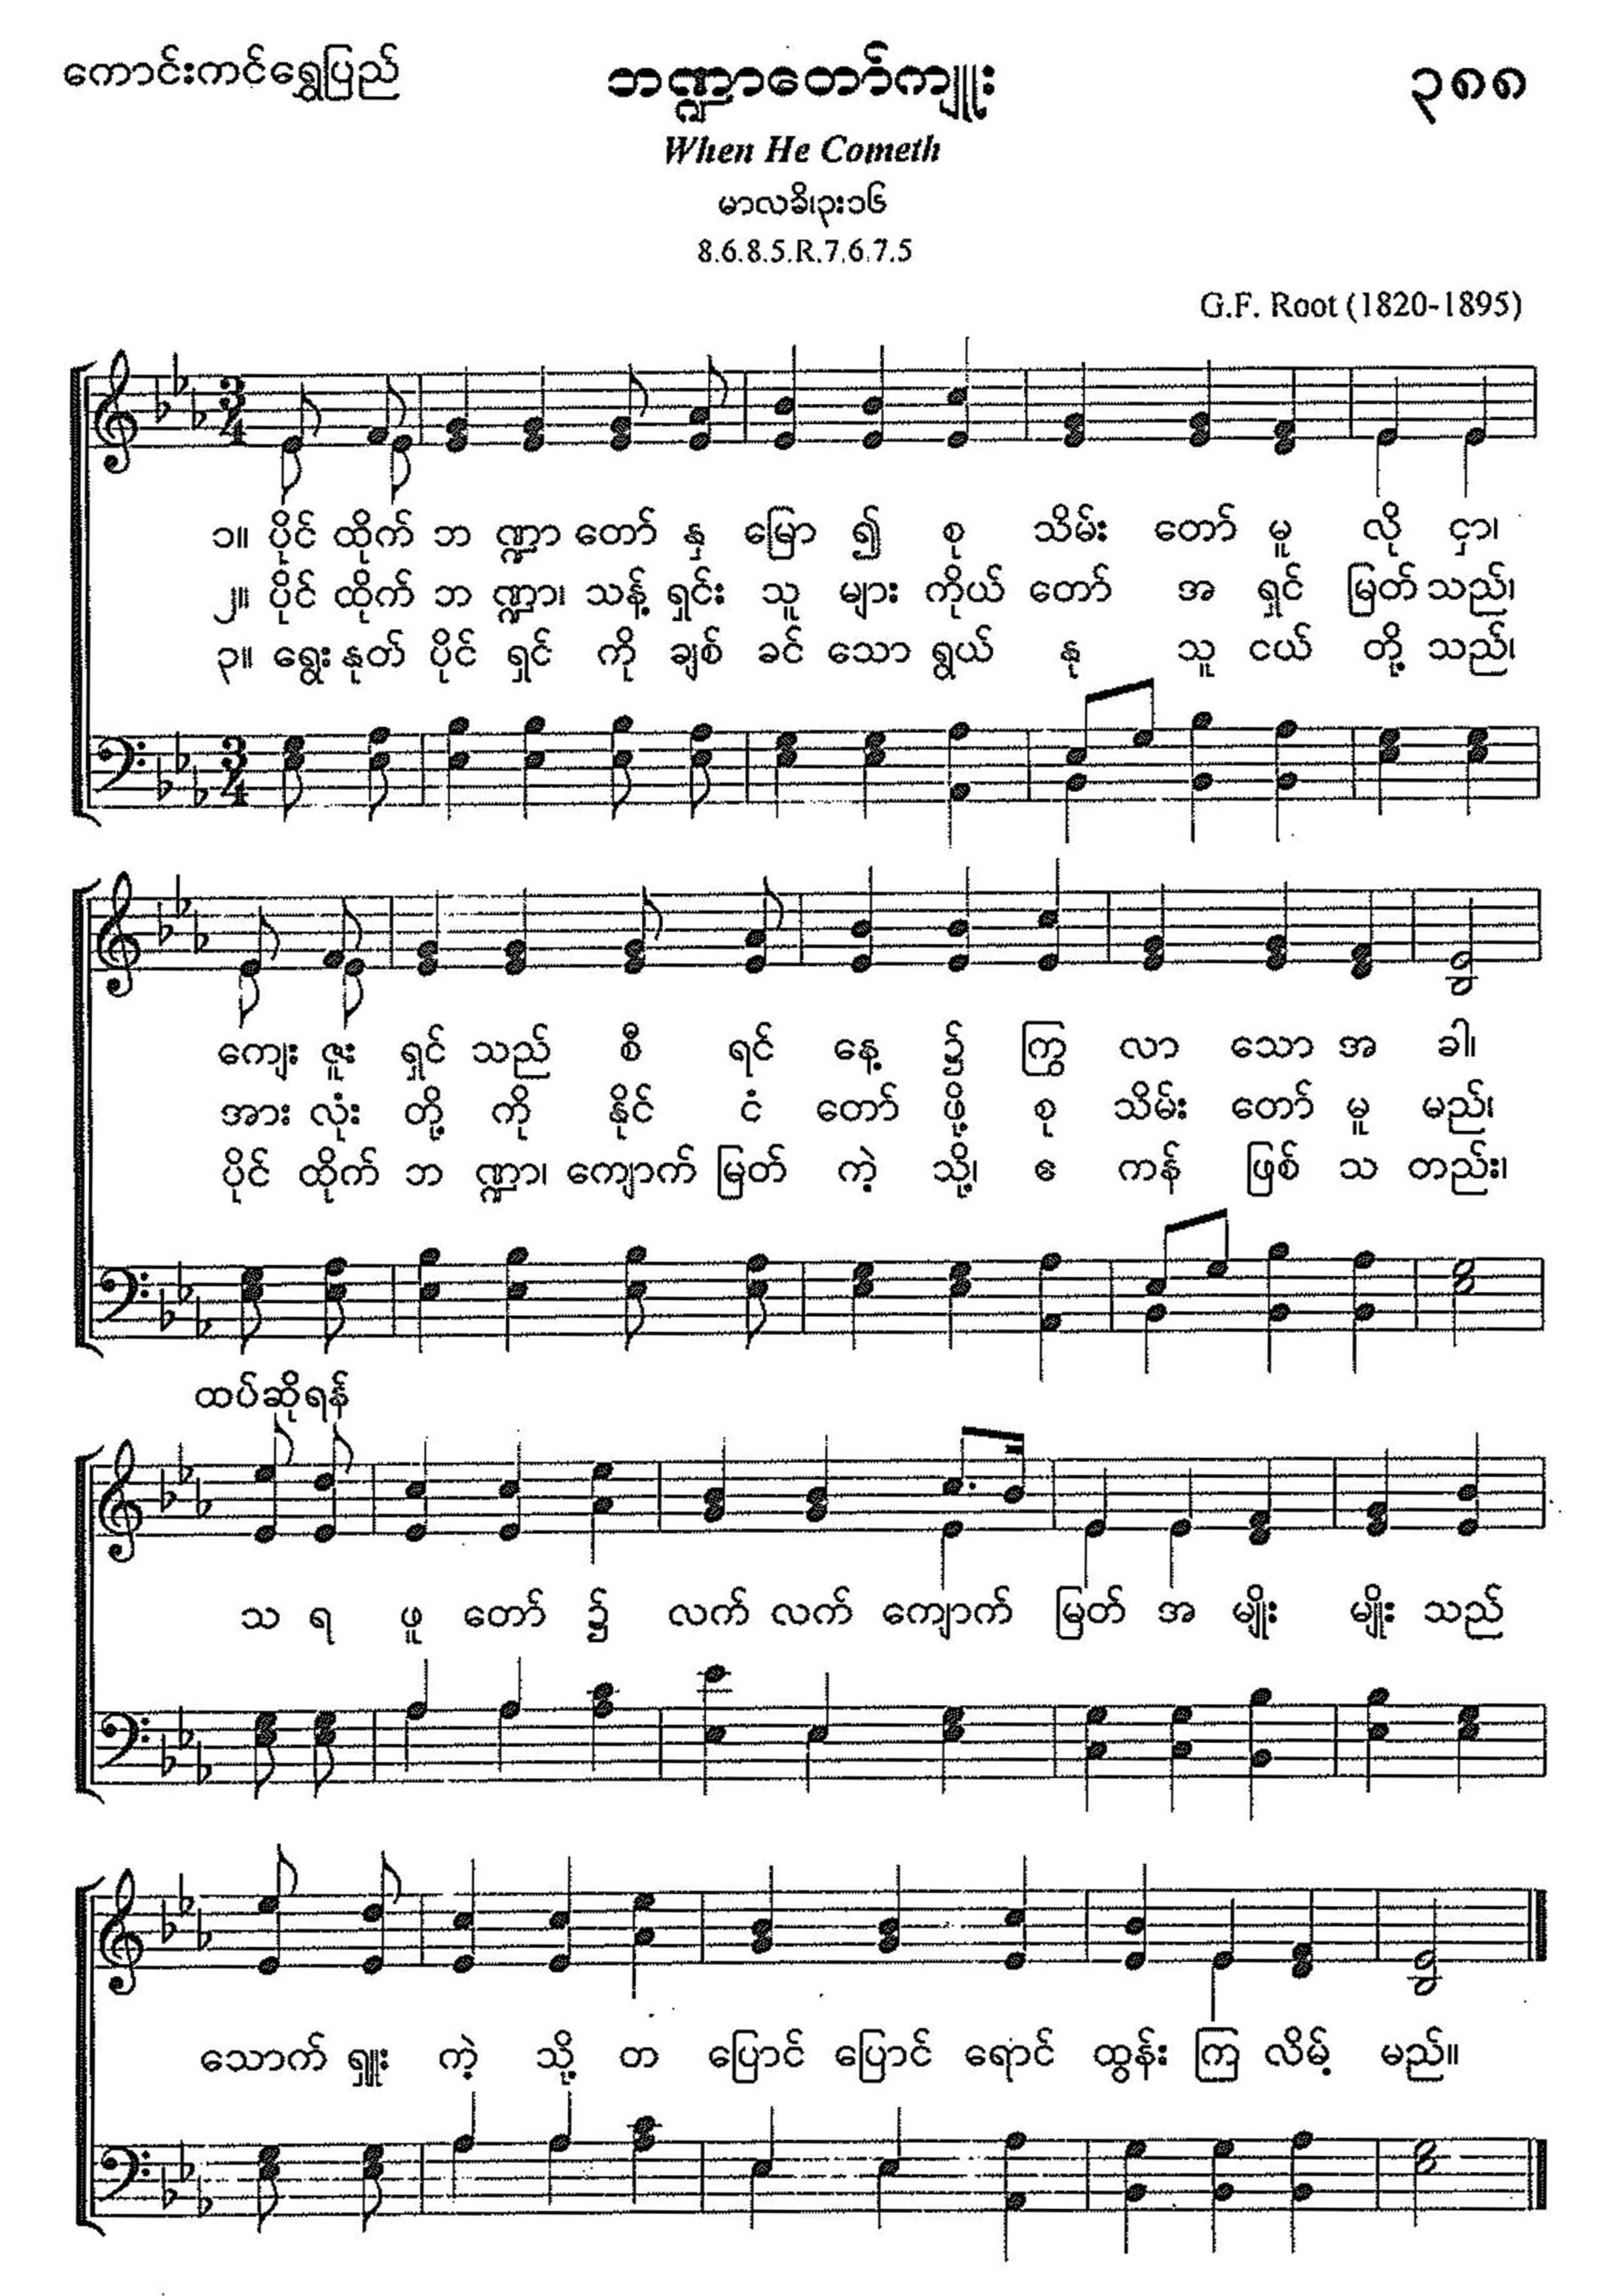 ကောင်းကင်ရွှေပြည်
ဘဏ္ဍာတော်ကျူး
၃၈၈
When He Cometh
မာလခိ၊၃း၁၆
8.6.8.5.R.7.6.7.5
G.F. Root (1820-1895)
၁။ ပိုင် ထိုက် ဘ ဏ္ဍာ တော် နှ မြော ၍ စု သိမ်း တော် မူ လို ငှာ၊
၂။ ပိုင် ထိုက် ဘ ဏ္ဍာ၊ သန့် ရှင်း သူ များ ကိုယ် တော် အ ရှင် မြတ် သည်၊
၃။ ရွေး နုတ် ပိုင် ရှင် ကို ချစ် ခင် သော ရွယ် နု သူ ငယ် တို့ သည်၊
ကျေး ဇူး ရှင် သည် စီ ရင် နေ့ ၌ ကြွ လာ သော အ ခါ၊
အား လုံး တို့ ကို နိုင် ငံ တော် သို့ စု သိမ်း တော် မူ မည်၊
ပိုင် ထိုက် ဘ ဏ္ဍာ၊ ကျောက် မြတ် ကဲ့ သို့၊ ဧ ကန် ဖြစ် သ တည်း၊
ထပ်ဆိုရန်
သ ရ ဖူ တော် ၌ လက် လက် ကျောက် မြတ် အ မျိုး မျိုး သည်
သောက် ရှူး ကဲ့ သို့ တ ပြောင် ပြောင် ရောင် ထွန်း ကြ လိမ့် မည်။